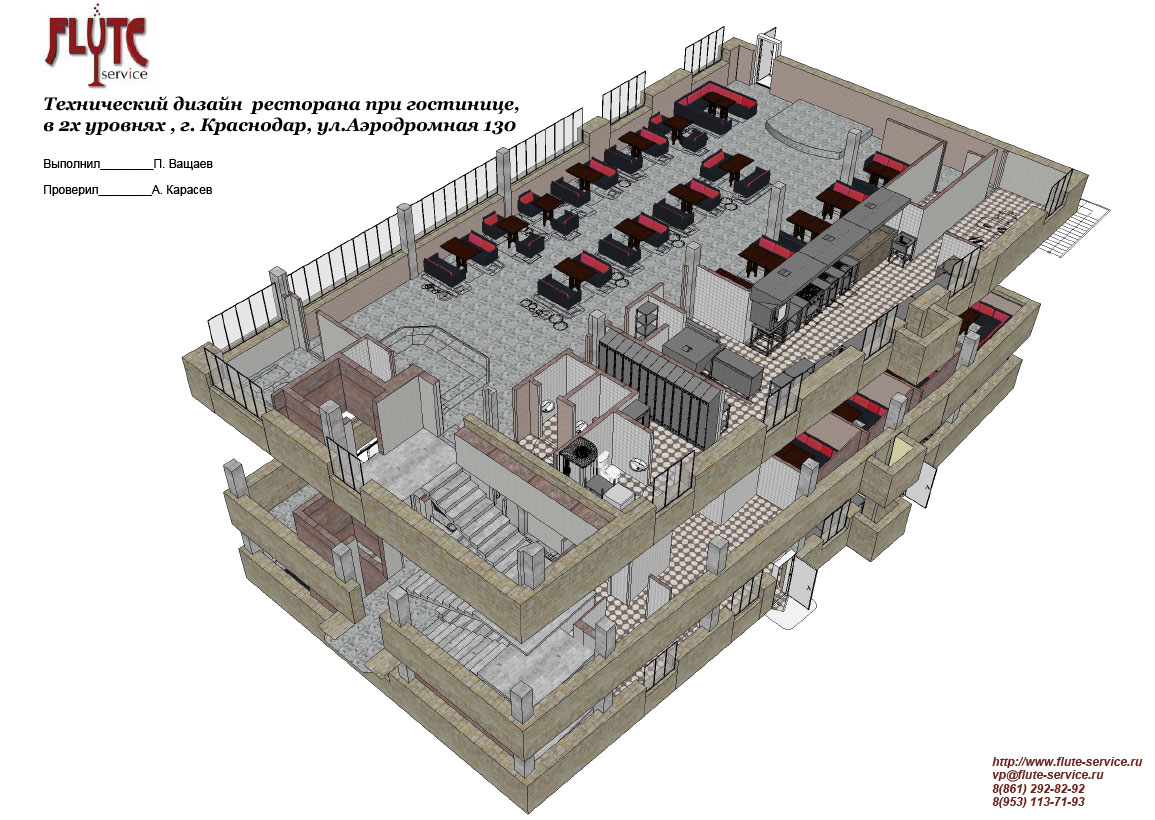 FLUTE
service
Технический дизайн ресторана при гостинице,
в 2х уровнях , г. Краснодар, ул.Аэродромная 130
Выполнил________П. Ващаев
Проверил________А. Карасев
http://www.flute-service.ru
vp@flute-service.ru
8(861) 292-82-92
8(953) 113-71-93